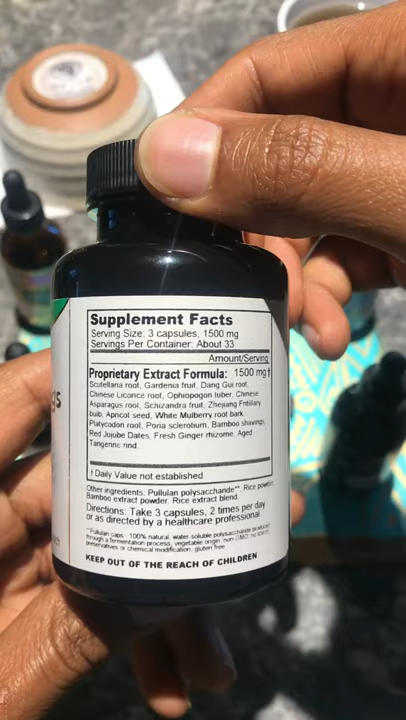 Supplement Facts
Serving Size: 3 capsules, 1500 mg
Servings Per Container: About 33
Amount/Serving
Proprietary Extract Formula: 1500 mg†
Scutellaria root, Gardenia fruit, Dang Gui root,
Chinese Licorice root, Ophiopogon tuber, Chinese
Asparagus root, Schizandra fruit, Zhejiang Fritillary
bulb, Apricot seed, White Mulberry root bark,
Platycodon root, Poria sclerotium, Bamboo shavings,
Red Jujube Dates, Fresh Ginger rhizome, Aged
Tangerine rind.
† Daily Value not established
Other ingredients: Pullulan polysaccharide**, Rice powder,
Bamboo extract powder, Rice extract blend.
Directions: Take 3 capsules, 2 times per day
or as directed by a healthcare professional
**Pullulan caps - 100% natural, water-soluble polysaccharide produced
through a fermentation process, vegetable origin, non-GMO, no
preservatives or chemical modification, gluten free
KEEP OUT OF THE REACH OF CHILDREN